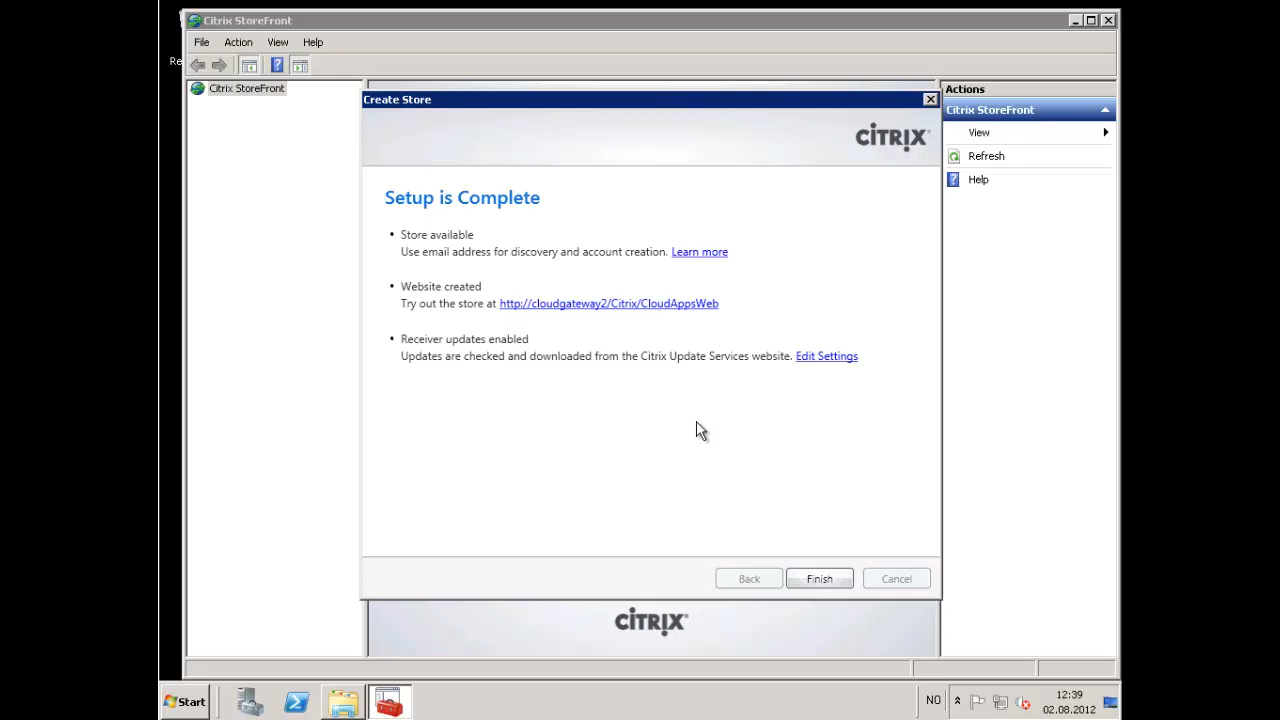 Citrix StoreFront
File Action View Help
Re
Citrix StoreFront
Create Store
CITRIX
Setup is Complete
• Store available
Use email address for discovery and account creation. Learn more
• Website created
Try out the store at http://cloudgateway2/Citrix/CloudAppsWeb
• Receiver updates enabled
Updates are checked and downloaded from the Citrix Update Services website. Edit Settings
Back Finish Cancel
CITRIX
Actions
Citrix StoreFront
View
Refresh
Help
Start
NO
12:39
02.08.2012